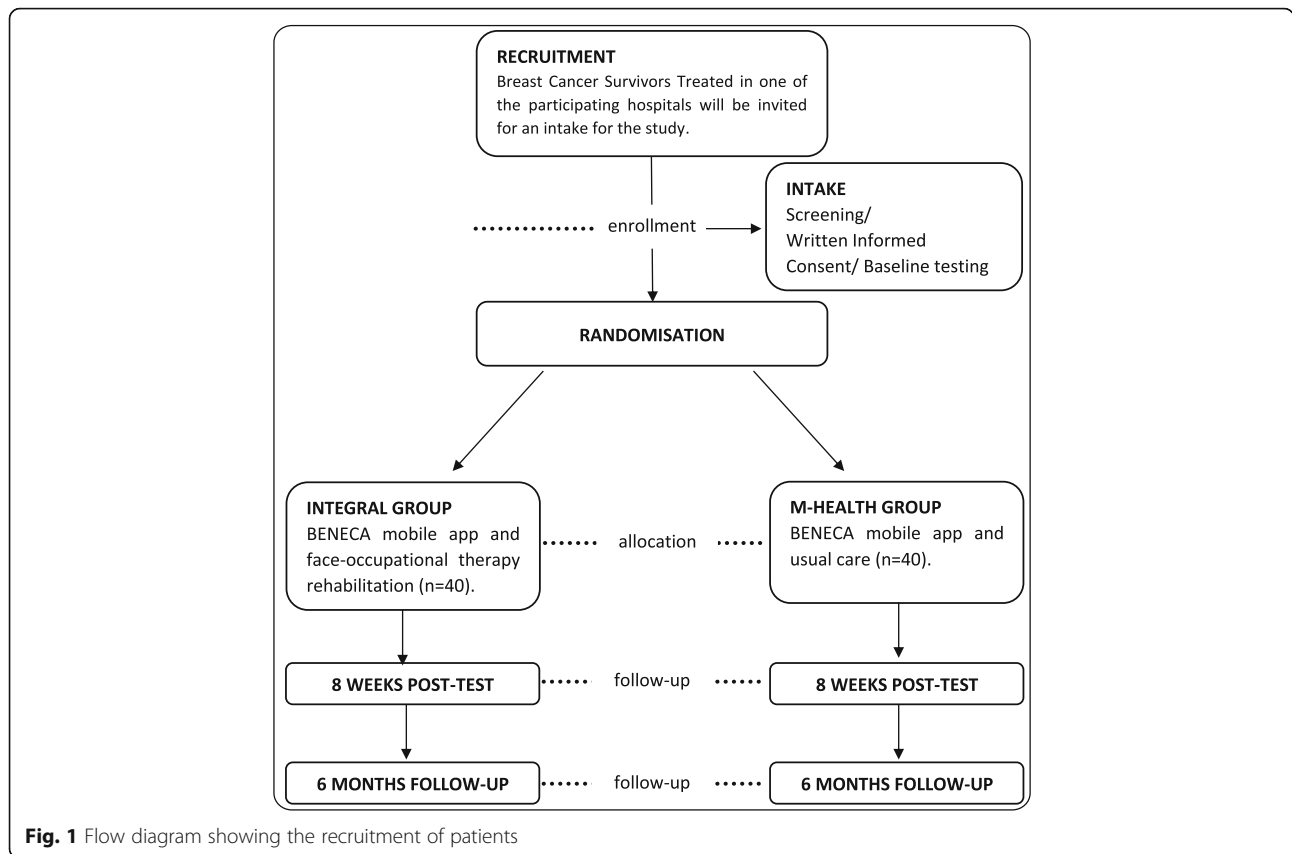 RECRUITMENT
Breast Cancer Survivors Treated in one of
the participating hospitals will be invited
for an intake for the study.
INTAKE
Screening/
Written Informed
Consent/ Baseline testing
enrollment
RANDOMISATION
INTEGRAL GROUP
BENECA mobile app and
face-occupational therapy
rehabilitation (n=40).
allocation
M-HEALTH GROUP
BENECA mobile app and
usual care (n=40).
8 WEEKS POST-TEST
follow-up
8 WEEKS POST-TEST
6 MONTHS FOLLOW-UP
follow-up
6 MONTHS FOLLOW-UP
Fig. 1 Flow diagram showing the recruitment of patients